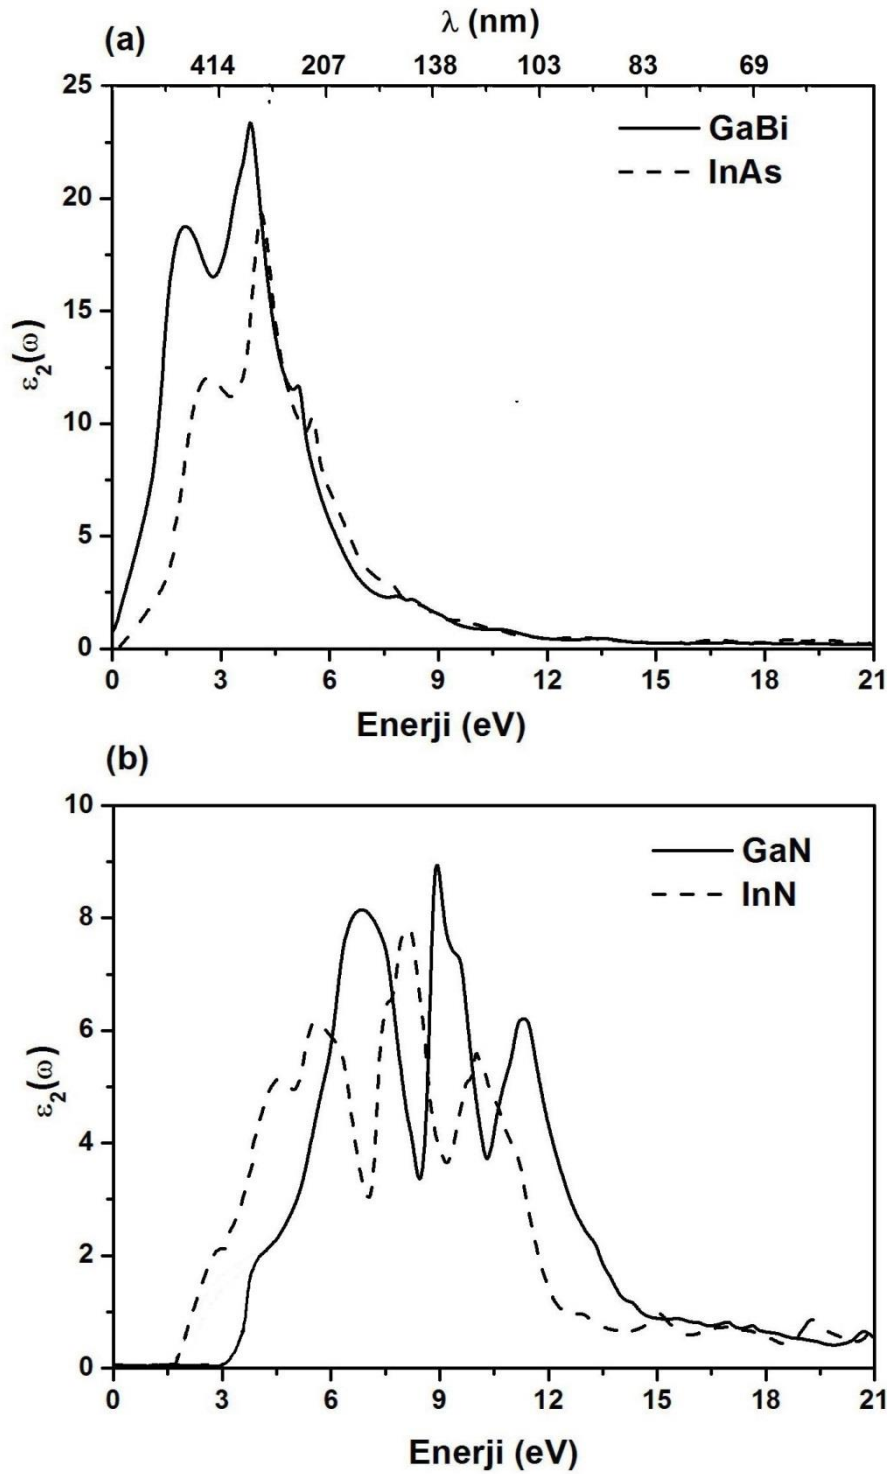 (a)
λ (nm)
414 207 138 103 83 69
25
20
15
10
5
0
ε2(ω)
GaBi
InAs
0 3 6 9 12 15 18 21
Enerji (eV)
(b)
10
8
6
4
2
0
ε2(ω)
GaN
InN
0 3 6 9 12 15 18 21
Enerji (eV)